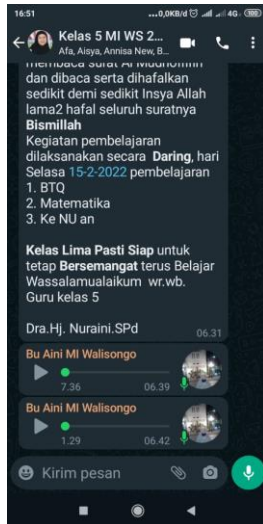 16:51
...0,0KB/d 4G 100
Kelas 5 MI WS 2...
Afa, Aisya, Annisa New, B...
membaca surat Al Mudhoffifin
dan dibaca serta dihafalkan
sedikit demi sedikit Insya Allah
lama2 hafal seluruh suratnya
Bismillah
Kegiatan pembelajaran
dilaksanakan secara Daring, hari
Selasa 15-2-2022 pembelajaran
1. BTQ
2. Matematika
3. Ke NU an
Kelas Lima Pasti Siap untuk
tetap Bersemangat terus Belajar
Wassalamualaikum wr.wb.
Guru kelas 5
Dra.Hj. Nuraini.SPd
06.31
Bu Aini MI Walisongo
7.36 06.39
Bu Aini MI Walisongo
1.29 06.42
Kirim pesan